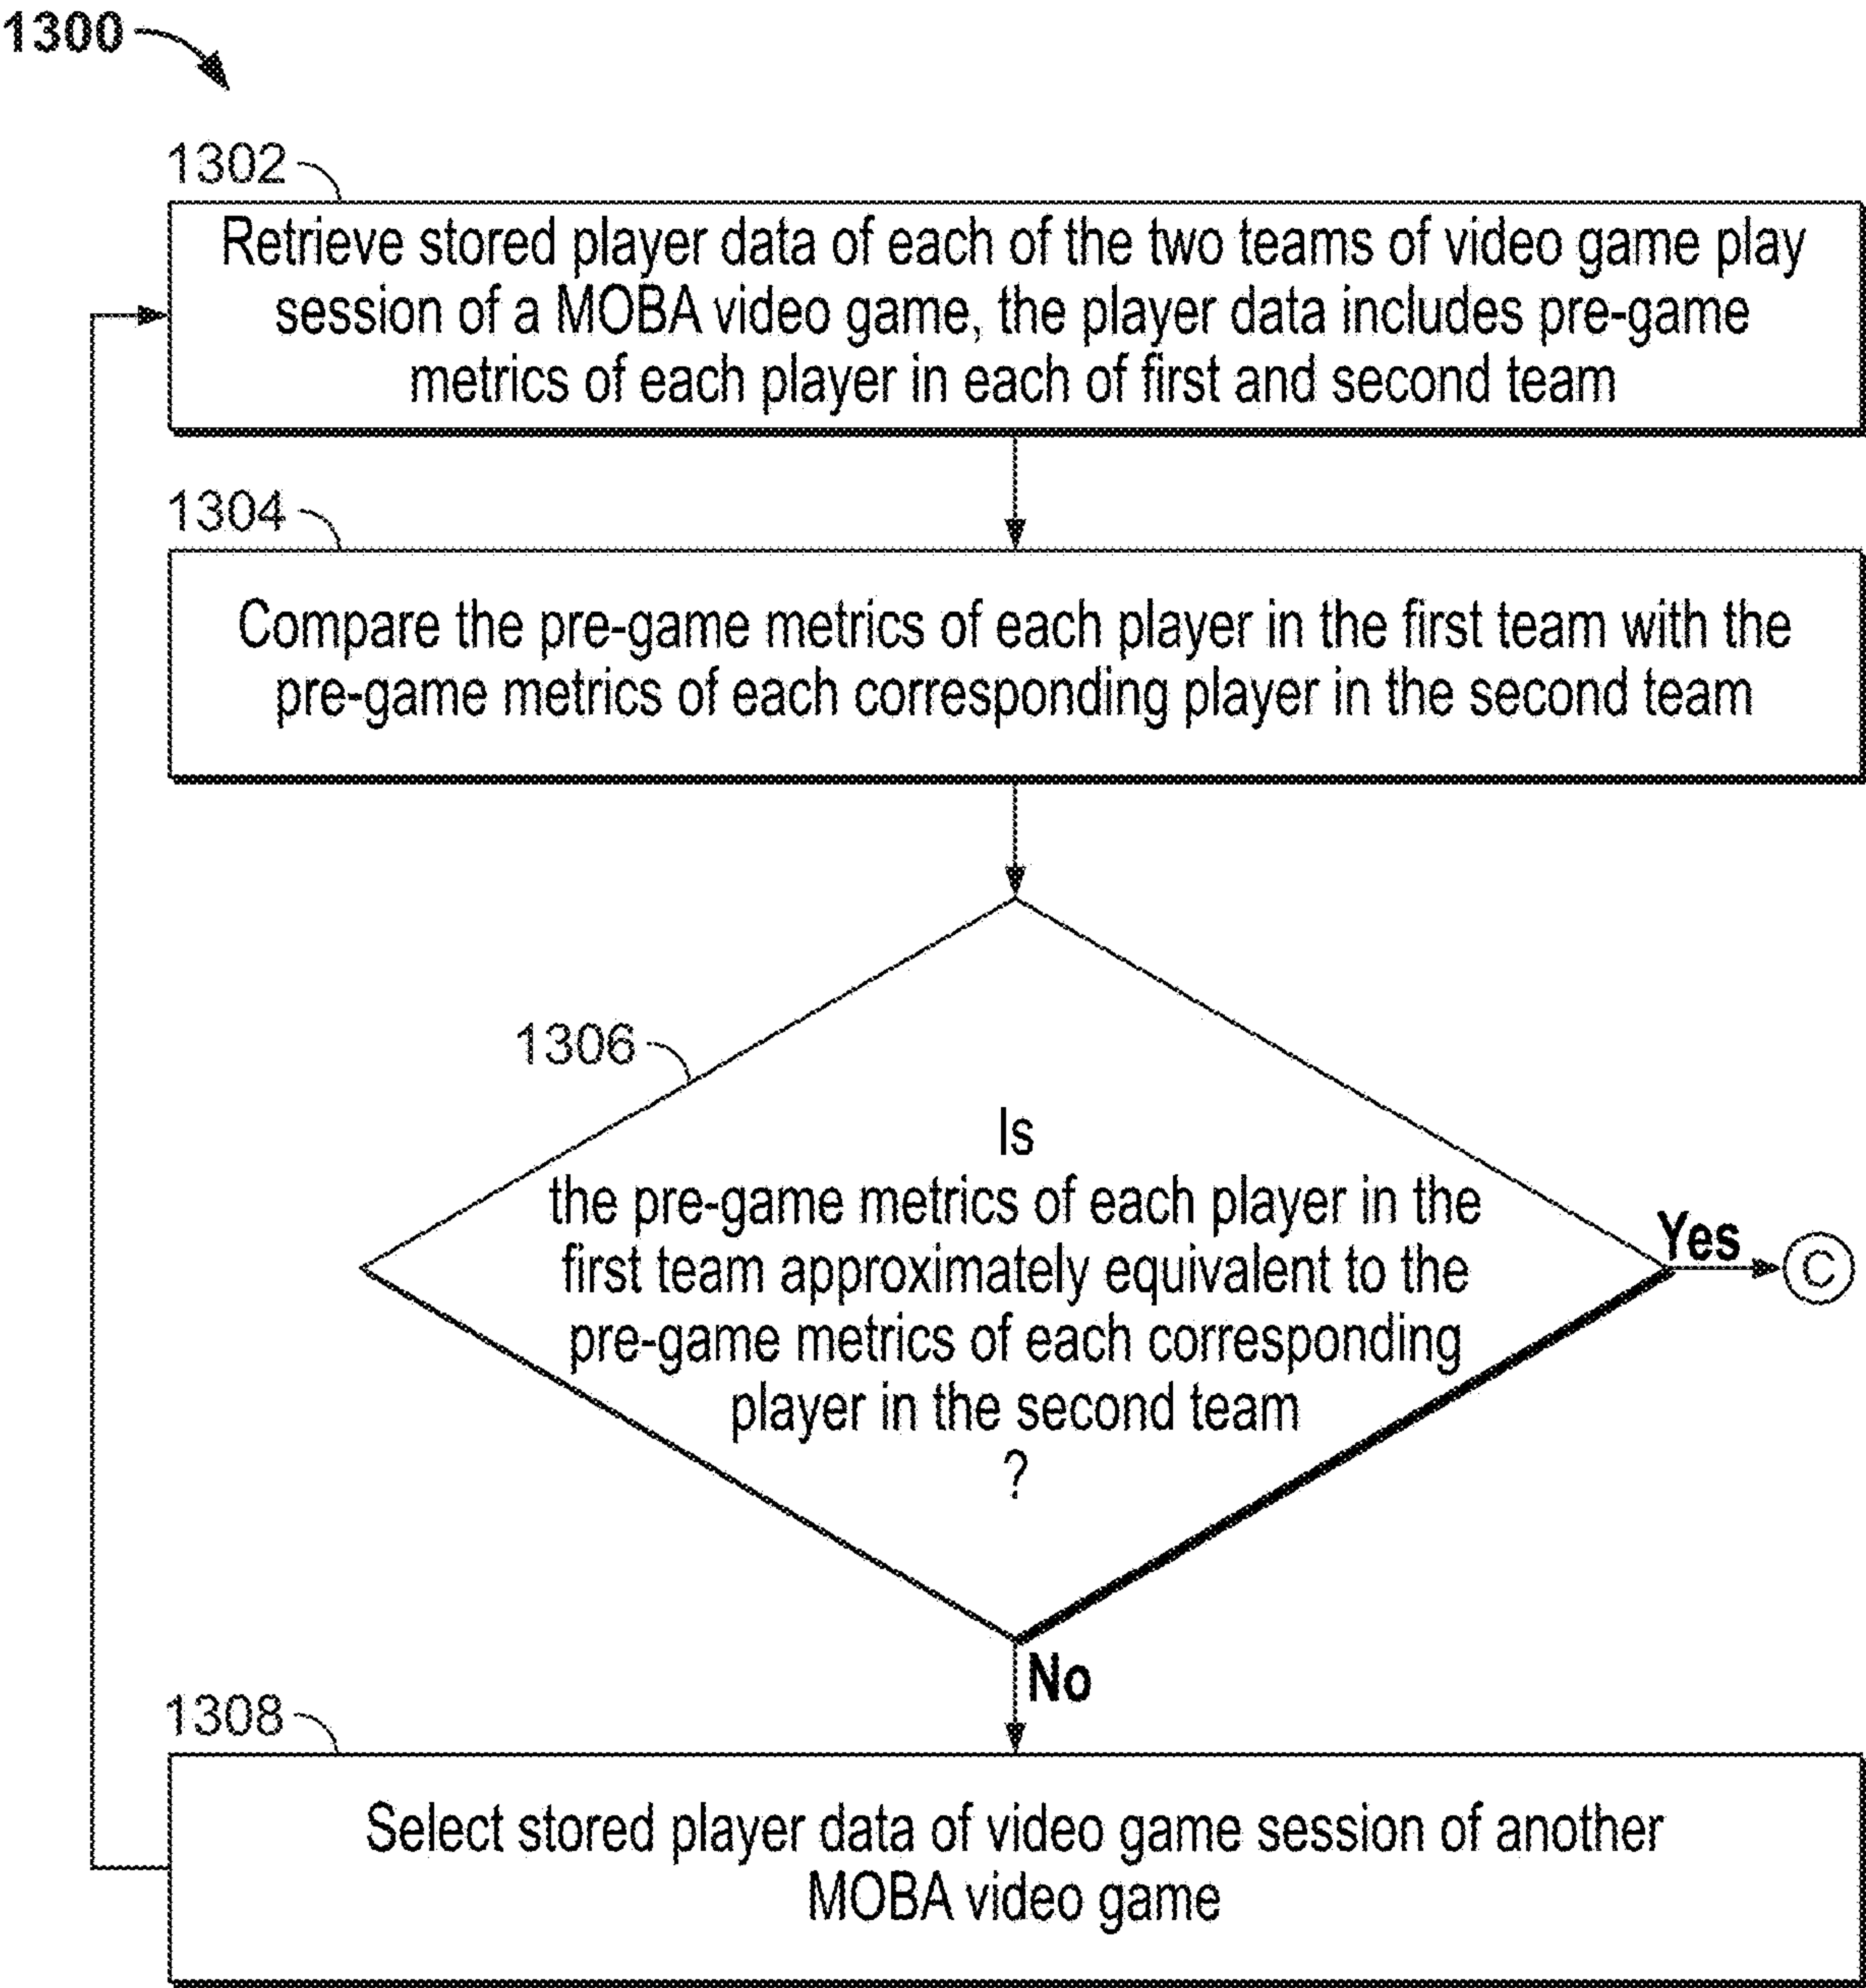 1300
1302
Retrieve stored player data of each of the two teams of video game play
session of a MOBA video game, the player data includes pre-game
metrics of each player in each of first and second team
1304
Compare the pre-game metrics of each player in the first team with the
pre-game metrics of each corresponding player in the second team
1306
Is
the pre-game metrics of each player in the
first team approximately equivalent to the
pre-game metrics of each corresponding
player in the second team
?
Yes
C
No
1308
Select stored player data of video game session of another
MOBA video game